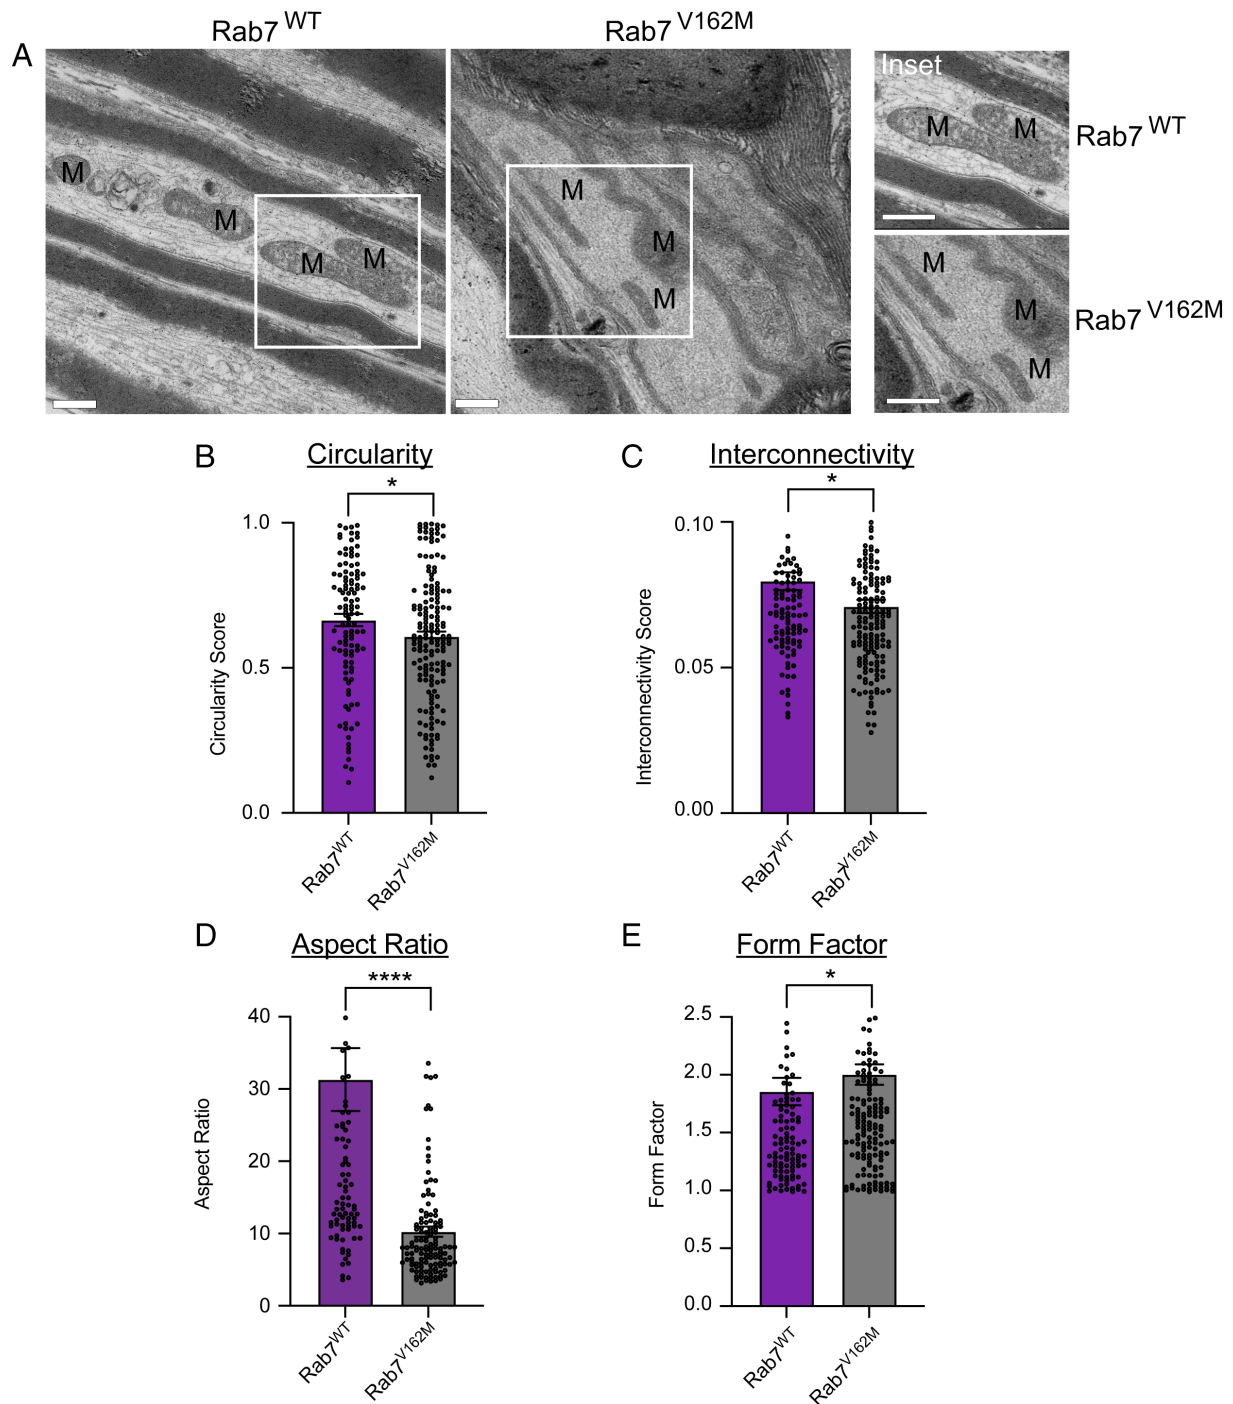 Rab7 WT
Rab7 V162M
A
M
M
M
M
M
M
M
Inset
M
M
Rab7 WT
M
M
M
Rab7 V162M
B
Circularity
*
1.0
0.5
0.0
Circularity Score
Rab7WT
Rab7V162M
C
Interconnectivity
*
0.10
0.05
0.00
Interconnectivity Score
Rab7WT
Rab7V162M
D
Aspect Ratio
****
40
30
20
10
0
Aspect Ratio
Rab7WT
Rab7V162M
E
Form Factor
*
2.5
2.0
1.5
1.0
0.5
0.0
Form Factor
Rab7WT
Rab7V162M